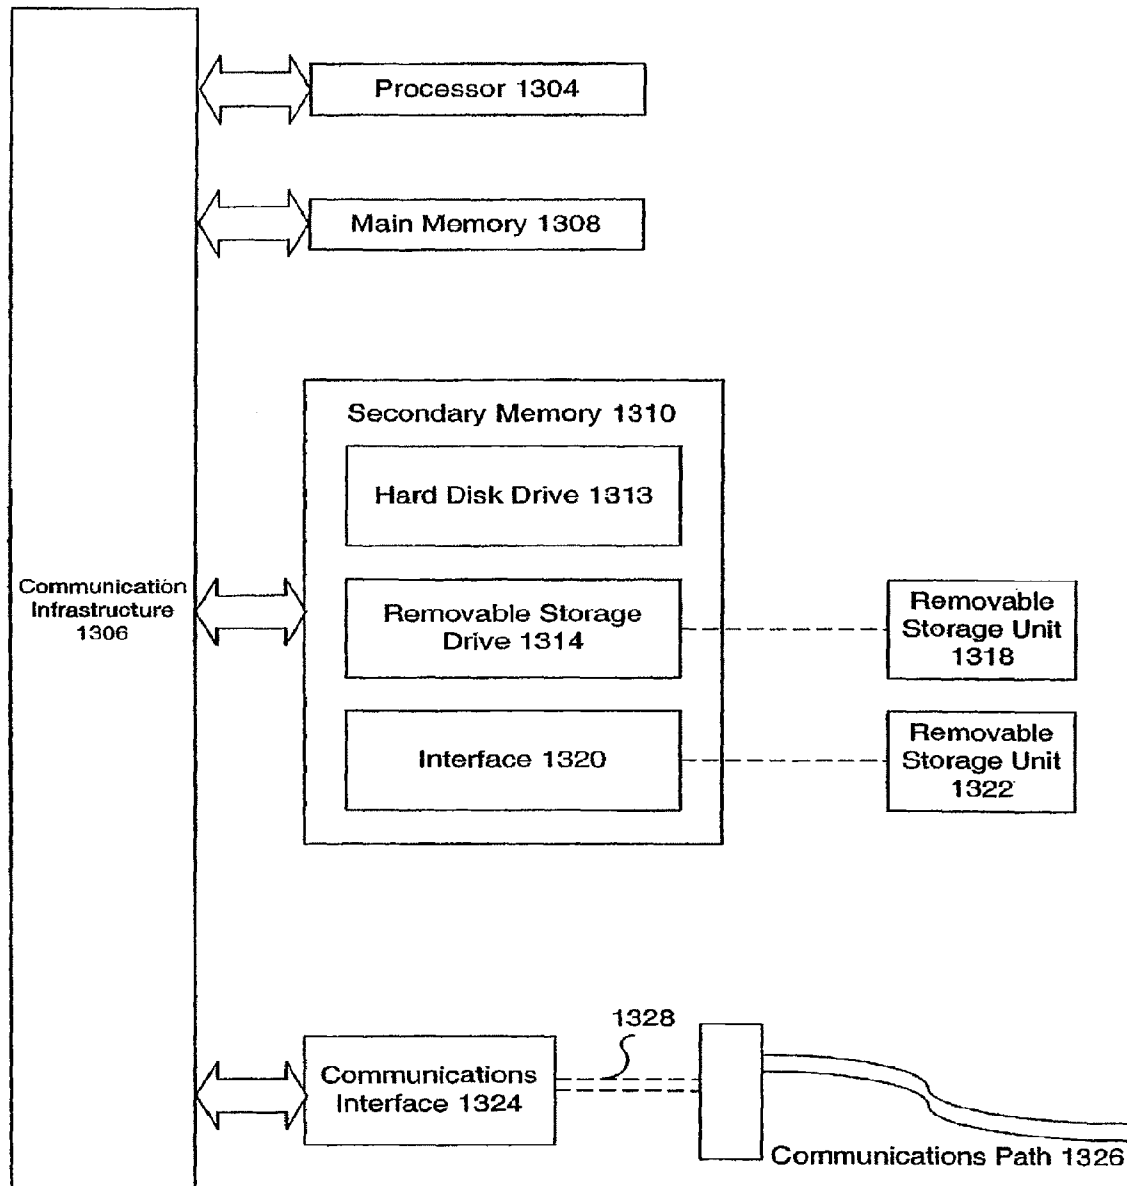 Processor 1304
Main Memory 1308
Secondary Memory 1310
Hard Disk Drive 1313
Communication
Infrastructure
1306
Removable Storage
Drive 1314
Removable
Storage Unit
1318
Interface 1320
Removable
Storage Unit
1322
1328
Communications
Interface 1324
Communications Path 1326